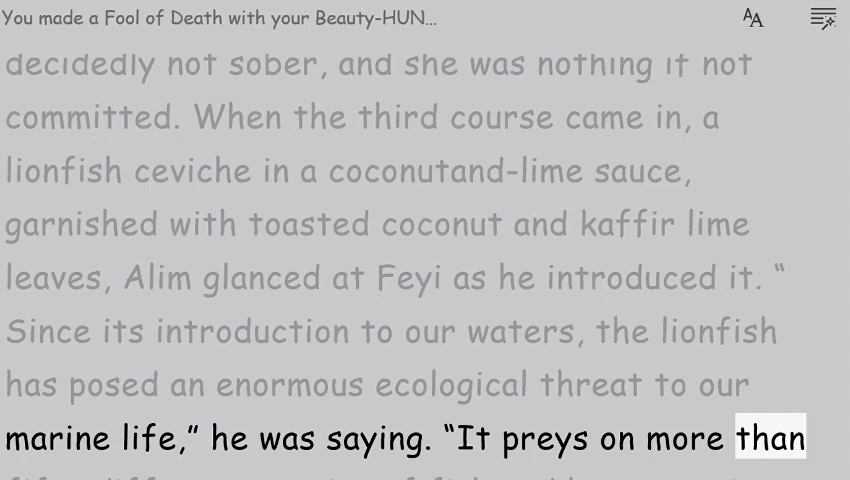 You made a Fool of Death with your Beauty-HUN...
AA
decidedly not sober, and she was nothing if not
committed. When the third course came in, a
lionfish ceviche in a coconutand-lime sauce,
garnished with toasted coconut and kaffir lime
leaves, Alim glanced at Feyi as he introduced it. “
Since its introduction to our waters, the lionfish
has posed an enormous ecological threat to our
marine life,” he was saying. “It preys on more than